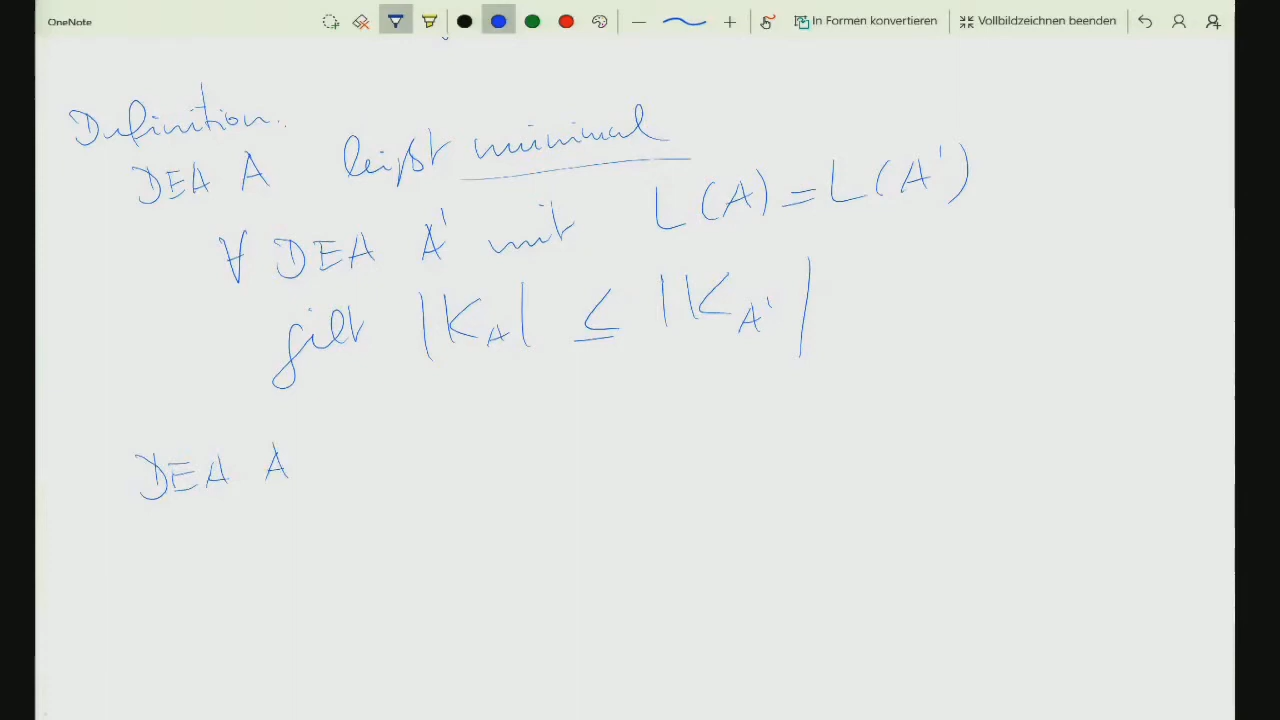 OneNote
In Formen konvertieren
Vollbildzeichnen beenden
Definition.
DEA A heißt minimal
∀ DEA A' mit L(A) = L(A')
gilt |K_A| ≤ |K_A'|
DEA A